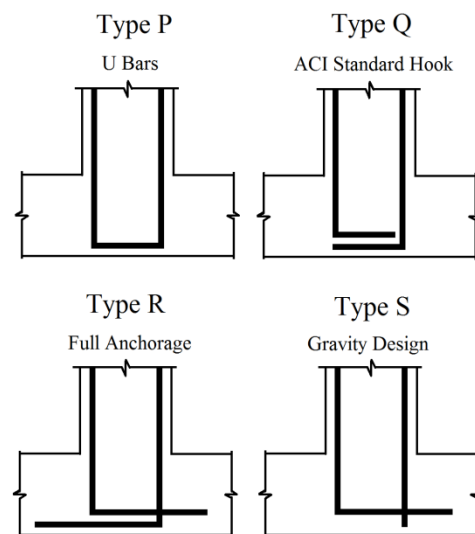 Type P
U Bars
Type Q
ACI Standard Hook
Type R
Full Anchorage
Type S
Gravity Design